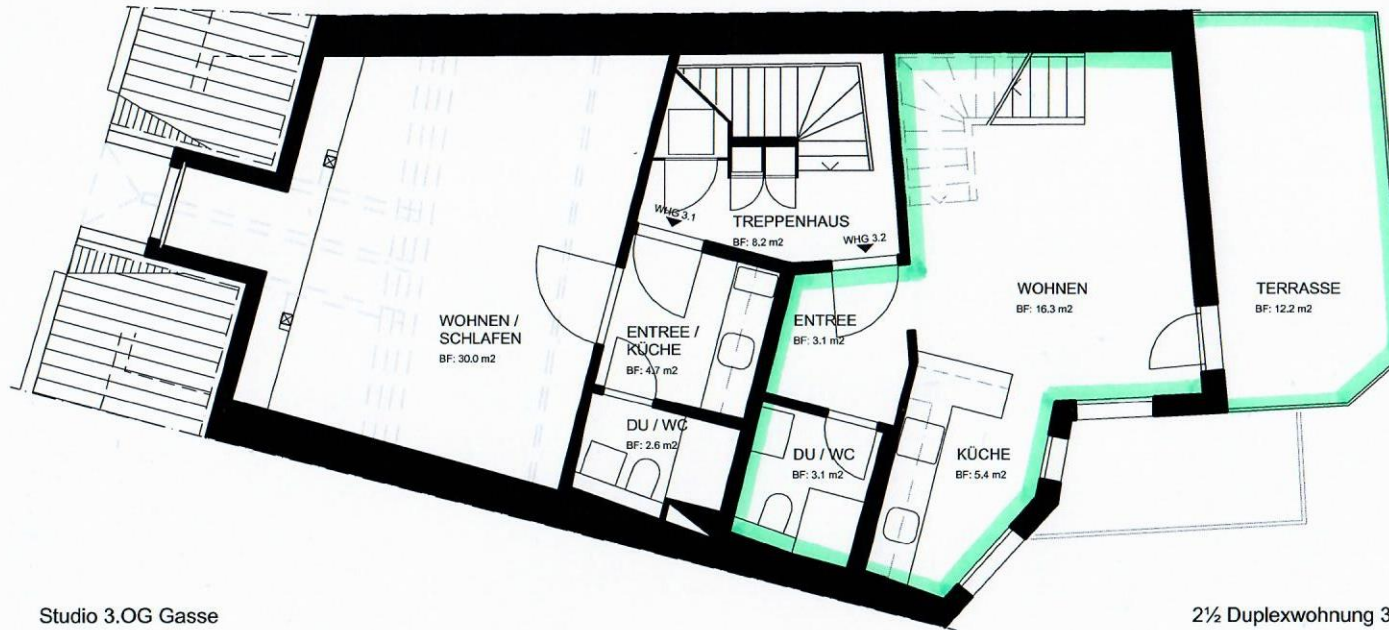 WHG 3.1
TREPPENHAUS
BF: 8.2 m2
WHG 3.2
WOHNEN /
SCHLAFEN
BF: 30.0 m2
ENTREE /
KÜCHE
BF: 4.7 m2
DU / WC
BF: 2.6 m2
ENTREE
BF: 3.1 m2
DU / WC
BF: 3.1 m2
WOHNEN
BF: 16.3 m2
KÜCHE
BF: 5.4 m2
TERRASSE
BF: 12.2 m2
Studio 3.OG Gasse
2½ Duplexwohnung 3